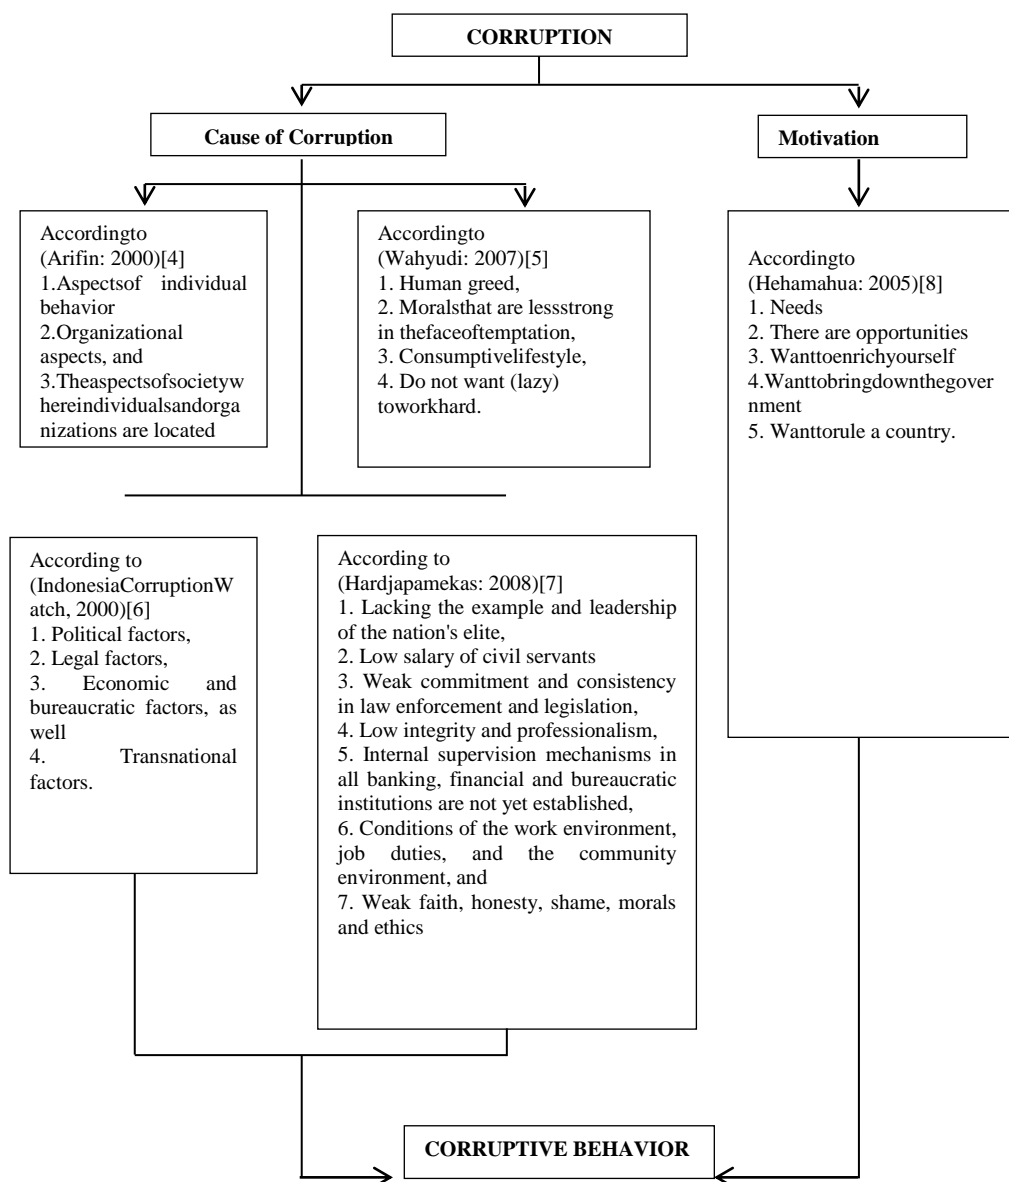 CORRUPTION
Cause of Corruption
Motivation
Accordingto
(Arifin: 2000)[4]
1.Aspectsof individual
behavior
2.Organizational
aspects, and
3.Theaspectsofsocietyw
hereindividualsandorga
nizations are located
Accordingto
(Wahyudi: 2007)[5]
1. Human greed,
2. Moralsthat are lessstrong
in thefaceoftemptation,
3. Consumptivelifestyle,
4. Do not want (lazy)
toworkhard.
Accordingto
(Hehamahua: 2005)[8]
1. Needs
2. There are opportunities
3. Wanttoenrichyourself
4.Wanttobringdownthegover
nment
5. Wanttorule a country.
According to
(IndonesiaCorruptionW
atch, 2000)[6]
1. Political factors,
2. Legal factors,
3. Economic and
bureaucratic factors, as
well
4. Transnational
factors.
According to
(Hardjapamekas: 2008)[7]
1. Lacking the example and leadership
of the nation's elite,
2. Low salary of civil servants
3. Weak commitment and consistency
in law enforcement and legislation,
4. Low integrity and professionalism,
5. Internal supervision mechanisms in
all banking, financial and bureaucratic
institutions are not yet established,
6. Conditions of the work environment,
job duties, and the community
environment, and
7. Weak faith, honesty, shame, morals
and ethics
CORRUPTIVE BEHAVIOR